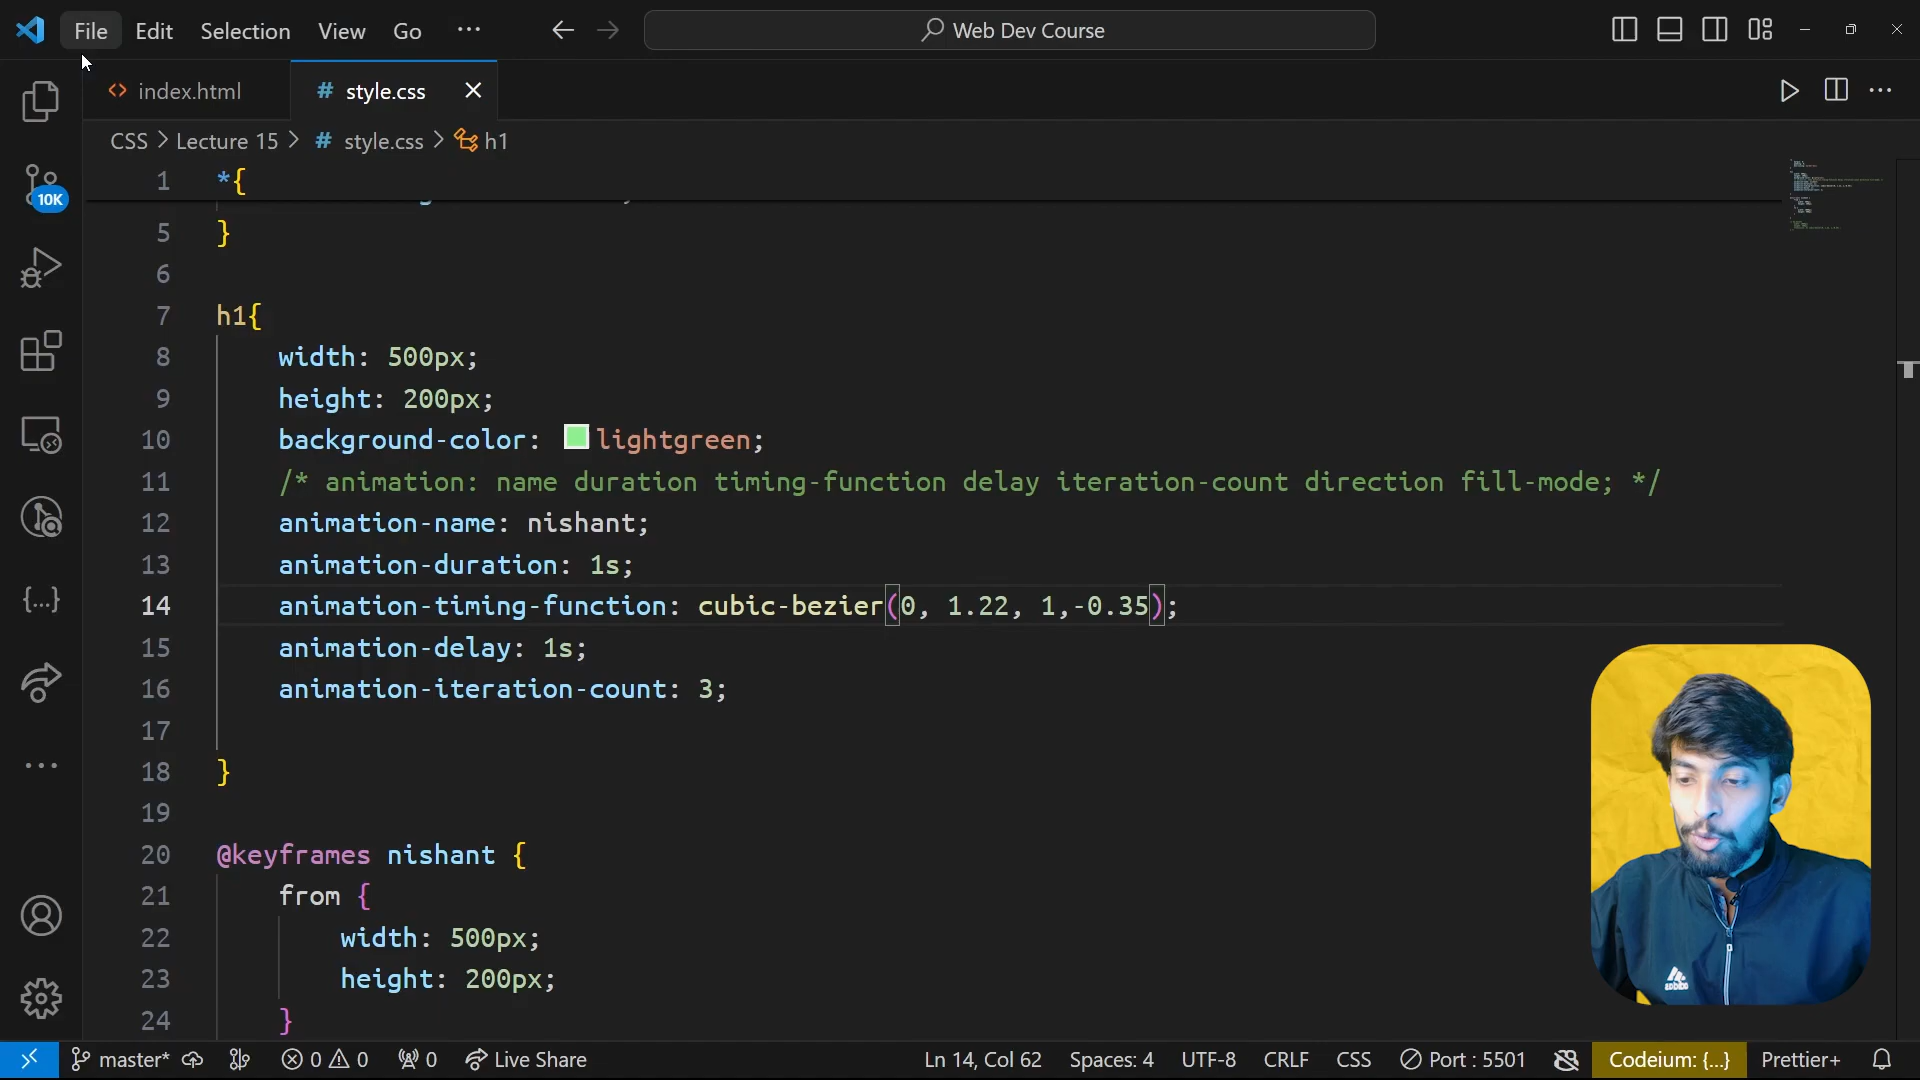 File Edit Selection View Go ··· Web Dev Course
index.html # style.css
CSS > Lecture 15 > # style.css > h1
1 *{
5 }
6
7 h1{
8 width: 500px;
9 height: 200px;
10 background-color: lightgreen;
11 /* animation: name duration timing-function delay iteration-count direction fill-mode; */
12 animation-name: nishant;
13 animation-duration: 1s;
14 animation-timing-function: cubic-bezier(0, 1.22, 1,-0.35);
15 animation-delay: 1s;
16 animation-iteration-count: 3;
17
18 }
19
20 @keyframes nishant {
21 from {
22 width: 500px;
23 height: 200px;
24 }
10K
master* 0 0 0 Live Share Ln 14, Col 62 Spaces: 4 UTF-8 CRLF CSS Port : 5501 Codeium: {...} Prettier+